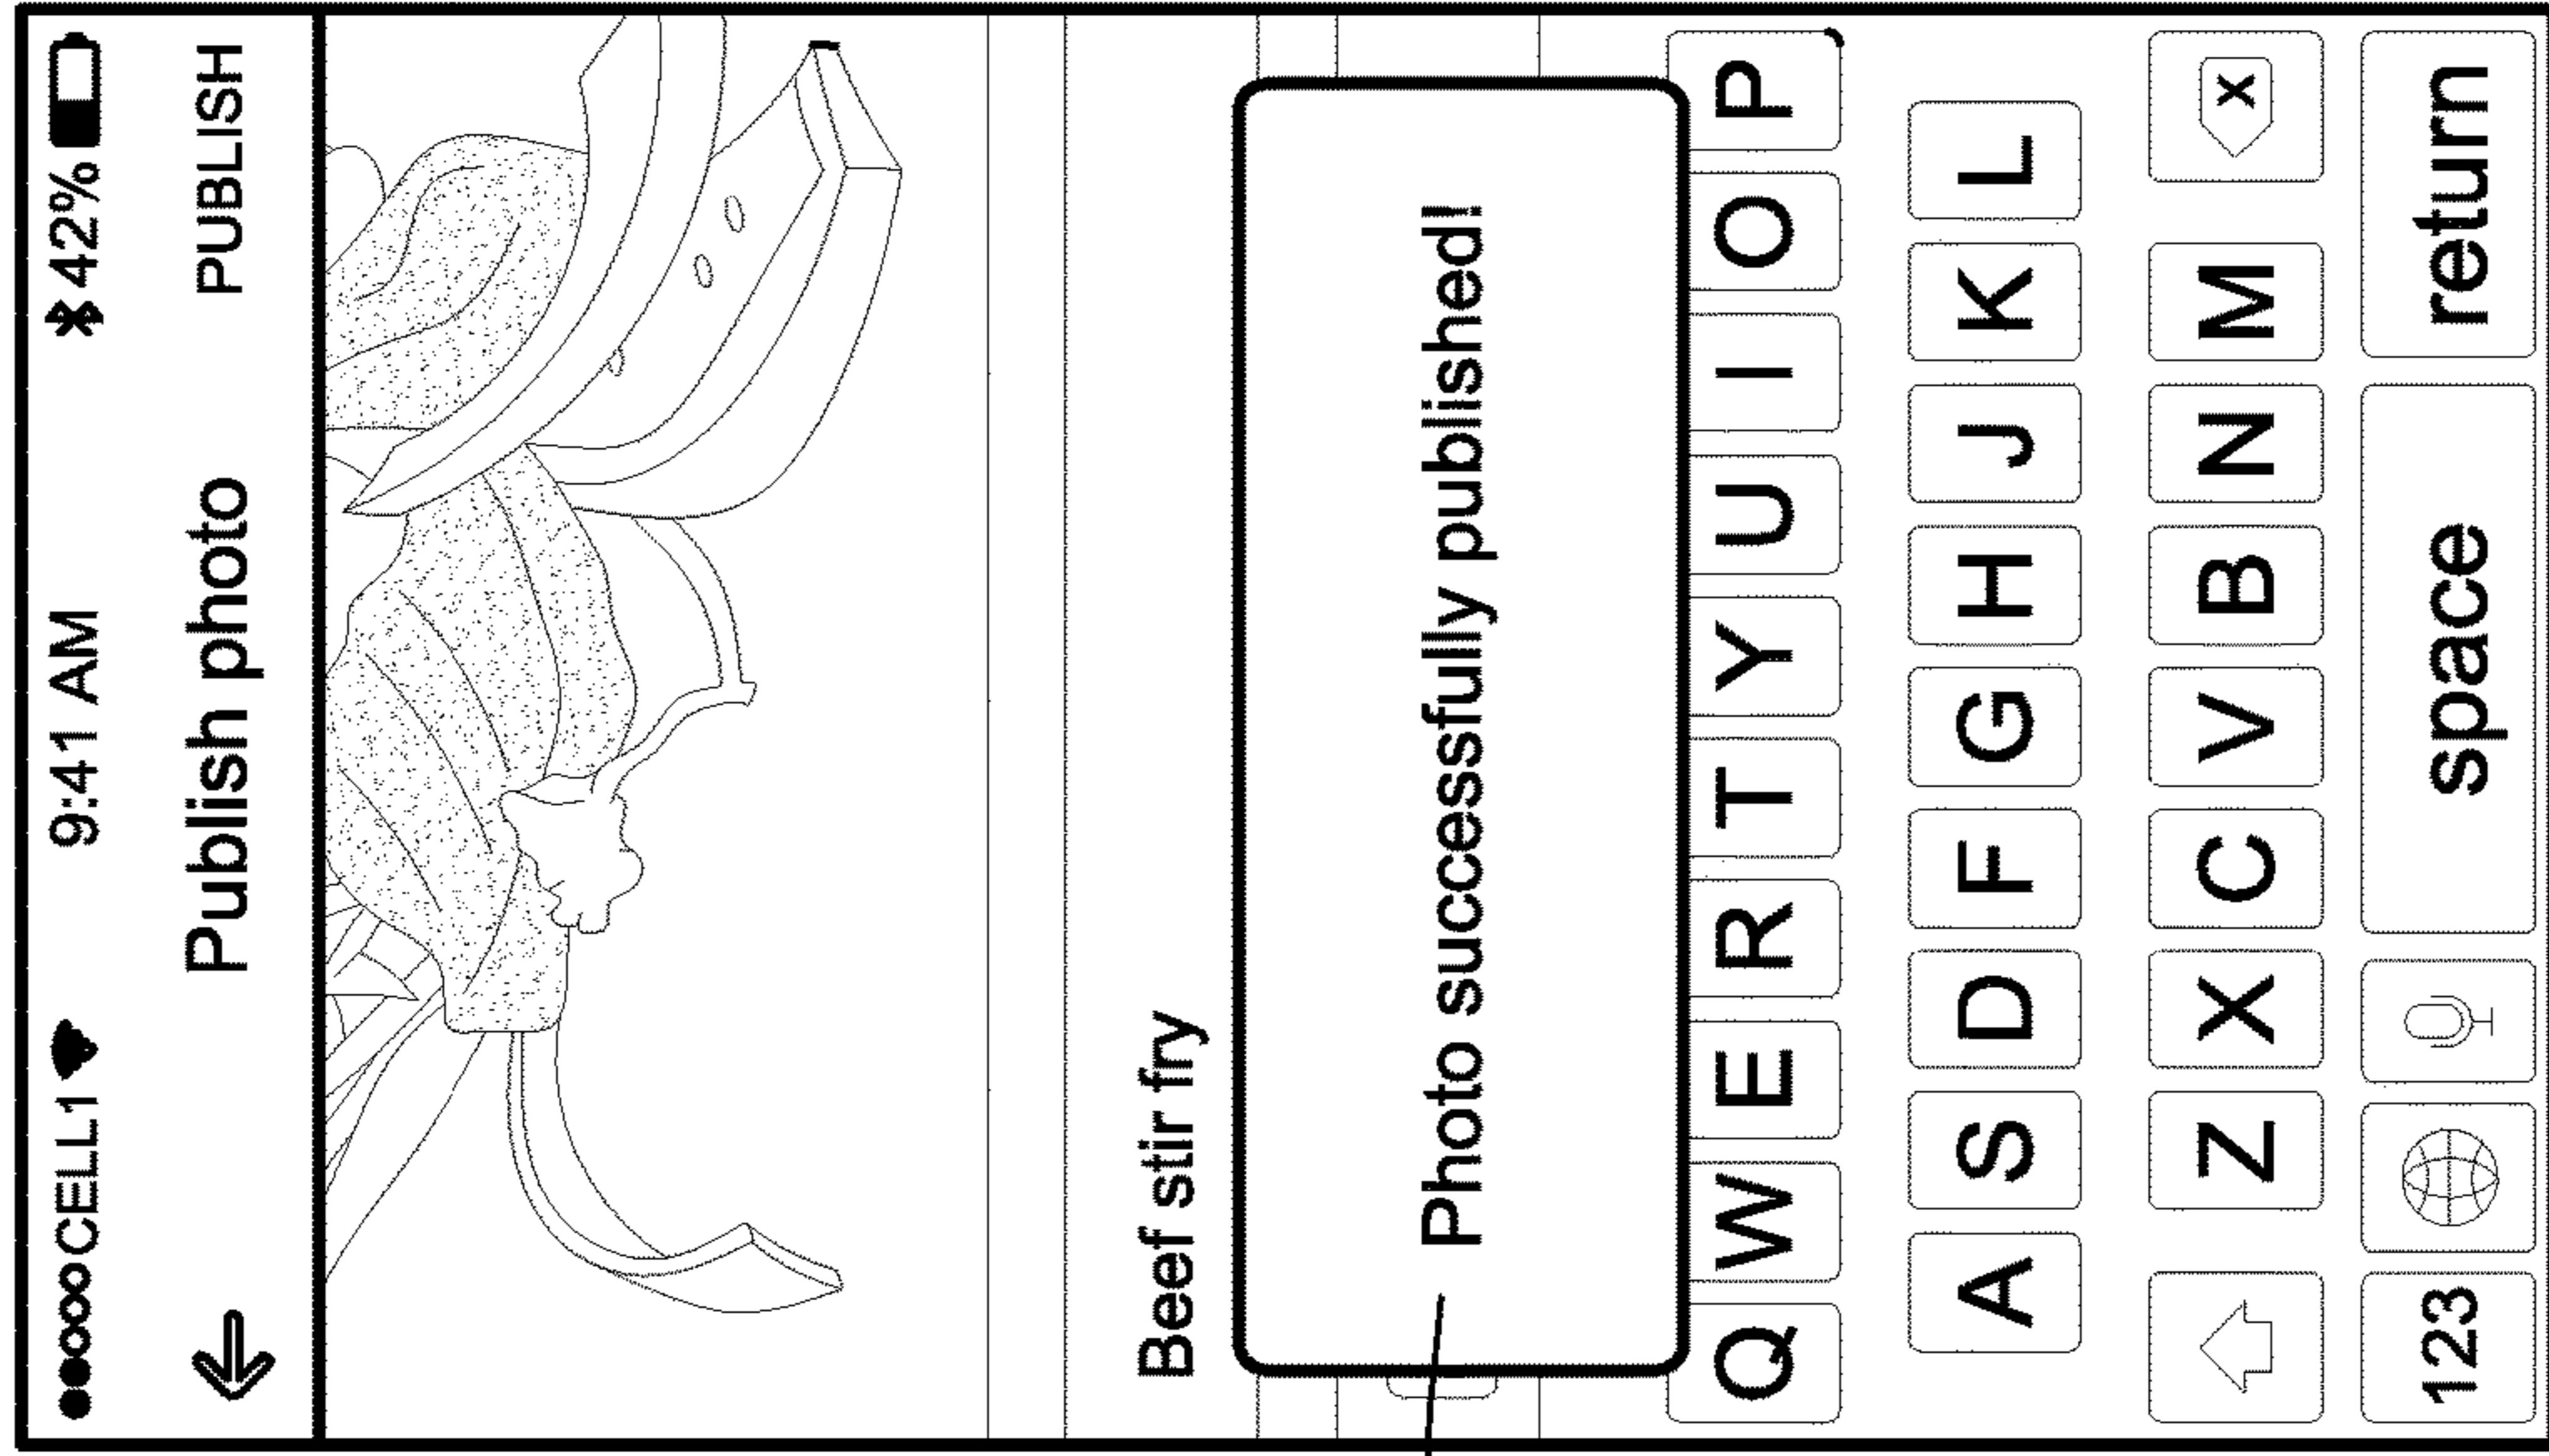 CELL1 9:41 AM 42%
Publish photo PUBLISH
Beef stir fry
Photo successfully published!
Q W E R T Y U I O P
A S D F G H J K L
Z X C V B N M X
123 space return